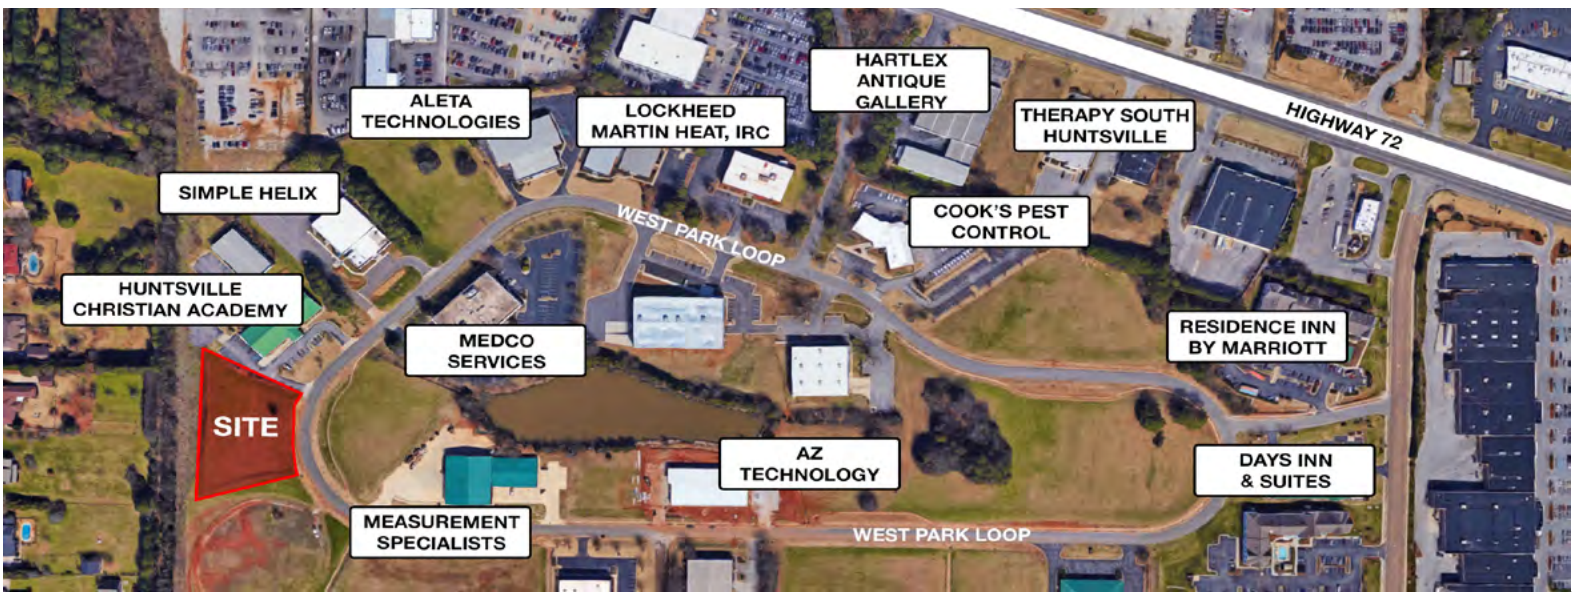 HARTLEX
ANTIQUE
GALLERY
ALETA
TECHNOLOGIES
LOCKHEED
MARTIN HEAT, IRC
THERAPY SOUTH
HUNTSVILLE
HIGHWAY 72
SIMPLE HELIX
WEST PARK LOOP
COOK'S PEST
CONTROL
HUNTSVILLE
CHRISTIAN ACADEMY
MEDCO
SERVICES
RESIDENCE INN
BY MARRIOTT
SITE
AZ
TECHNOLOGY
DAYS INN
& SUITES
MEASUREMENT
SPECIALISTS
WEST PARK LOOP